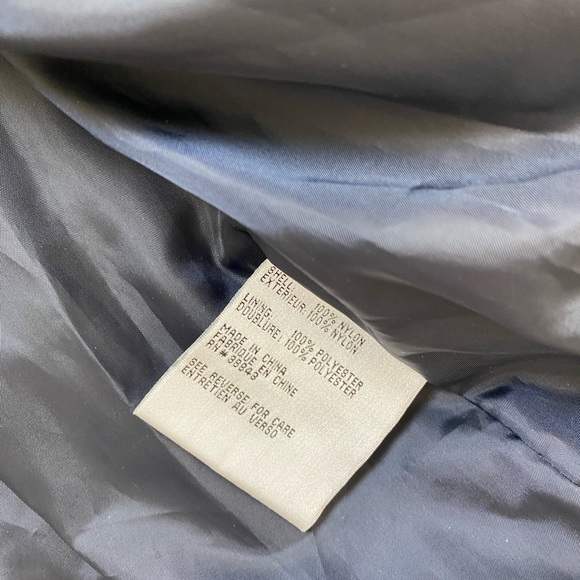 SHELL: 100% NYLON
EXTERIEUR: 100% NYLON
LINING: 100% POLYESTER
DOUBLURE: 100% POLYESTER
MADE IN CHINA
FABRIQUE EN CHINE
RN# 39943
SEE REVERSE FOR CARE
ENTRETIEN AU VERSO